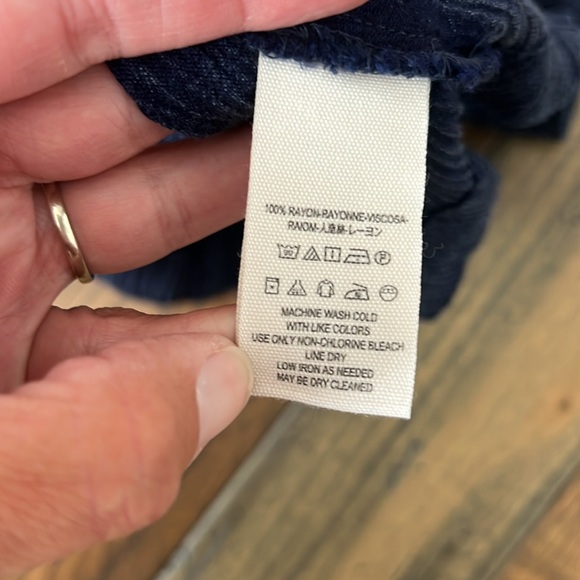 100% RAYON-RAYONNE-VISCOSA-
RAIOM-人造絲-レーヨン
MACHINE WASH COLD
WITH LIKE COLORS
USE ONLY NON-CHLORINE BLEACH
LINE DRY
LOW IRON AS NEEDED
MAY BE DRY CLEANED